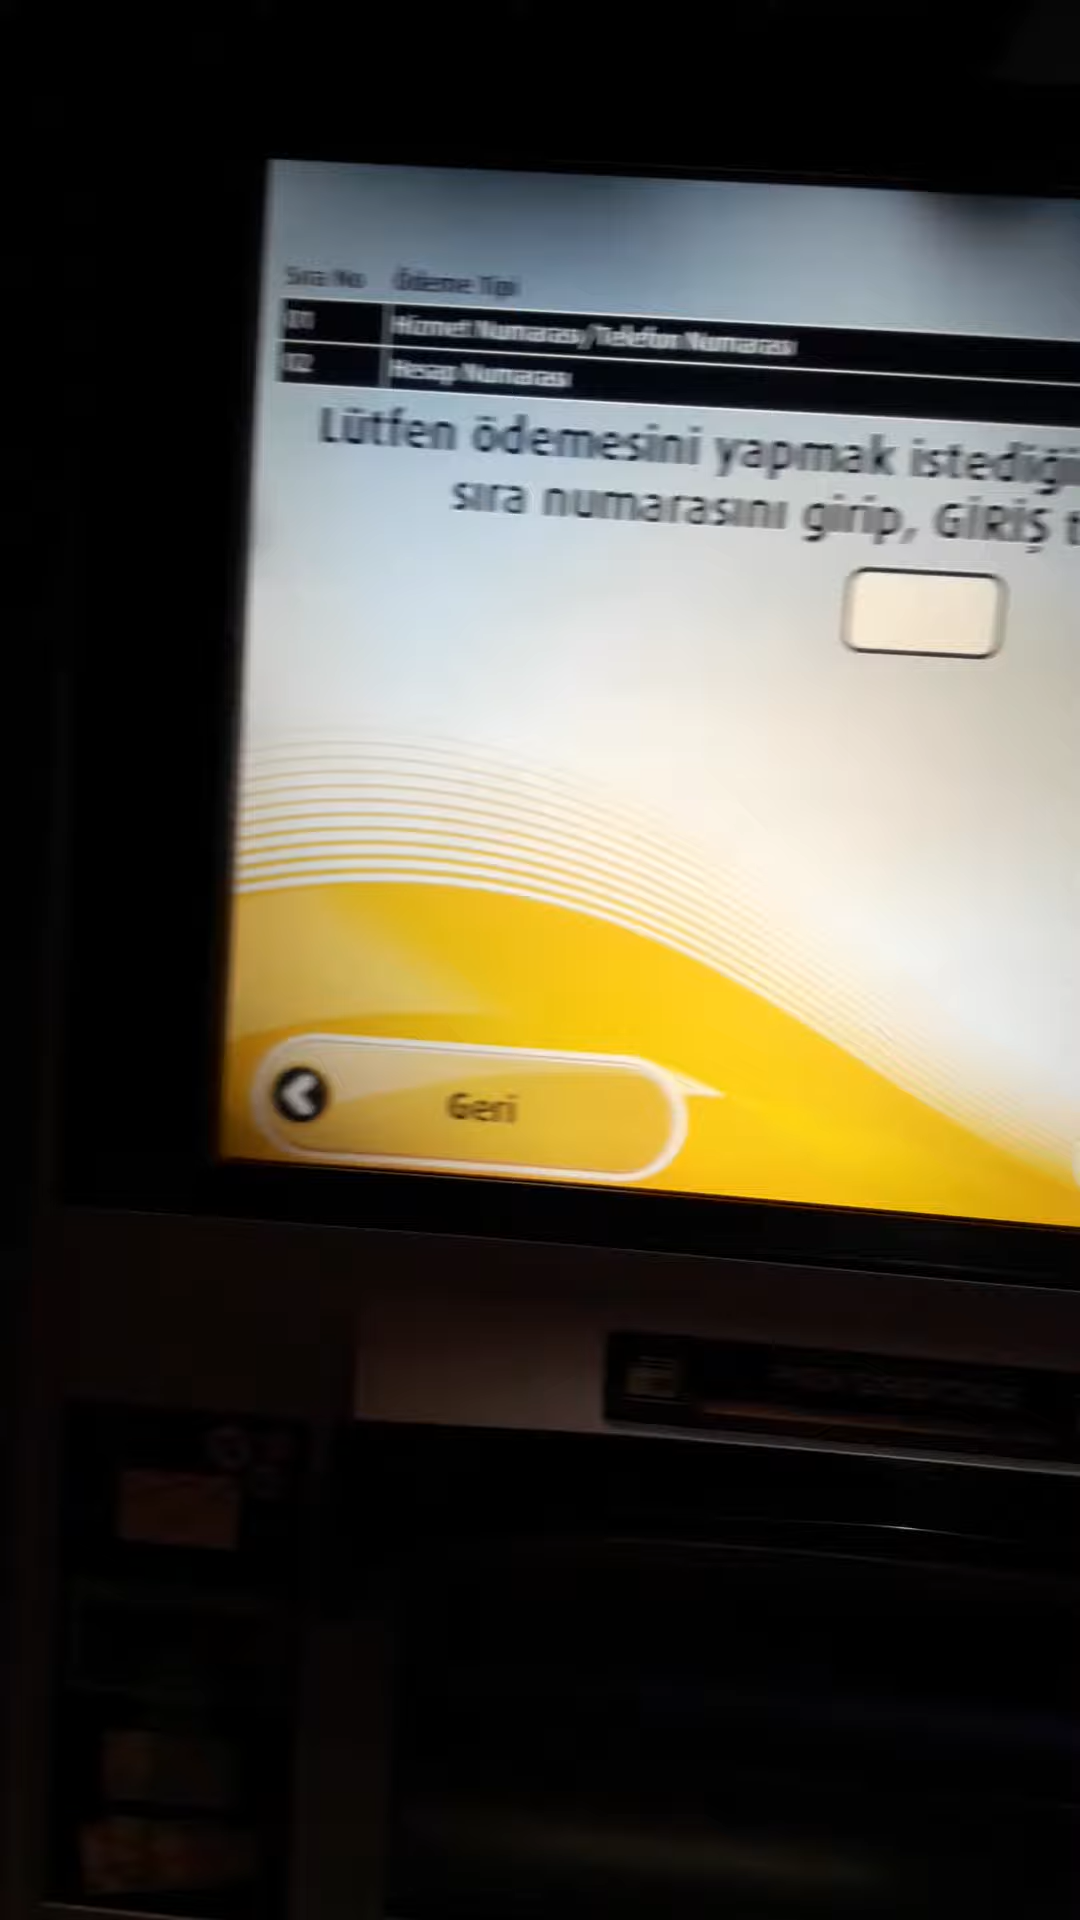 Sıra No Ödeme Tipi
01 Hizmet Numarası/Telefon Numarası
02 Hesap Numarası
Lütfen ödemesini yapmak istediği
sıra numarasını girip, GİRİŞ t
Geri